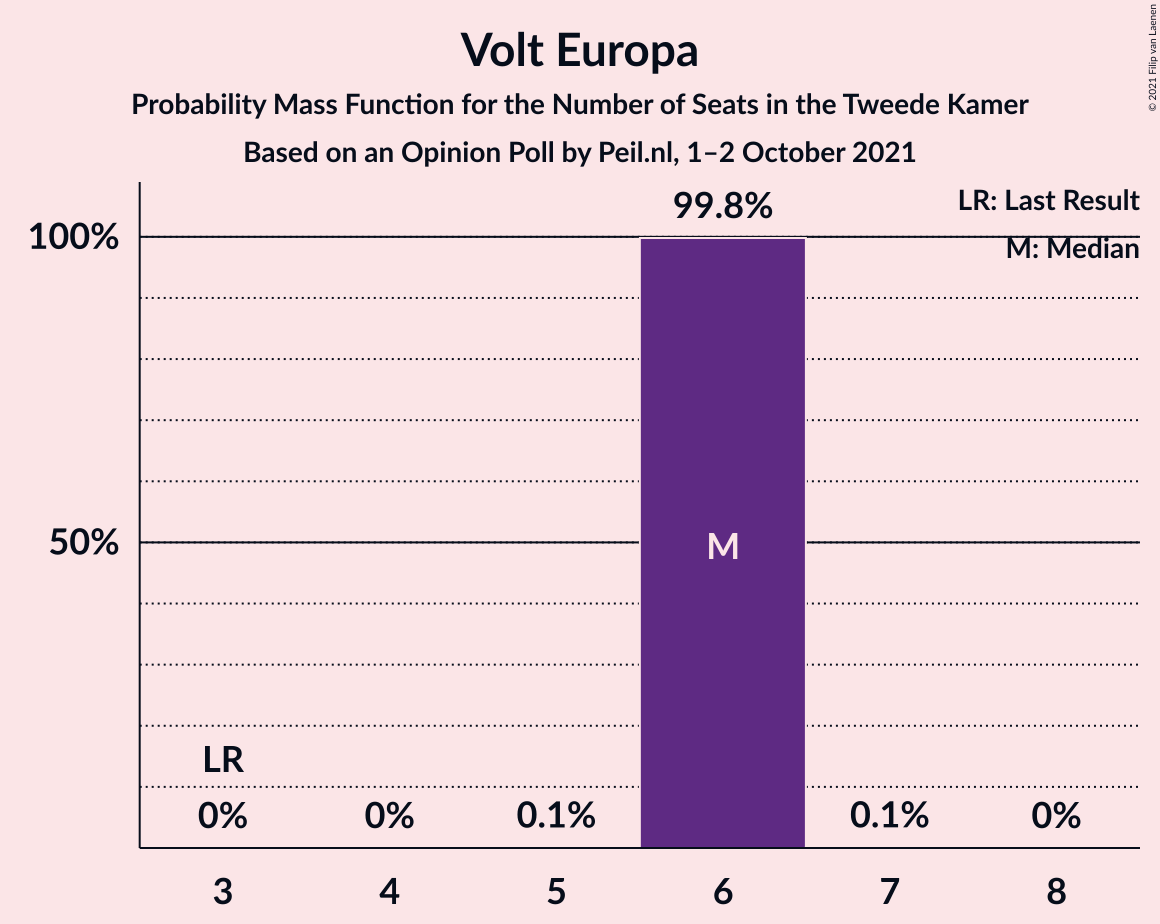 Volt Europa
Probability Mass Function for the Number of Seats in the Tweede Kamer
Based on an Opinion Poll by Peil.nl, 1–2 October 2021
© 2021 Filip van Laenen
LR: Last Result
M: Median
99.8%
100%
50%
M
LR
0%
0%
0.1%
0.1%
0%
3 4 5 6 7 8